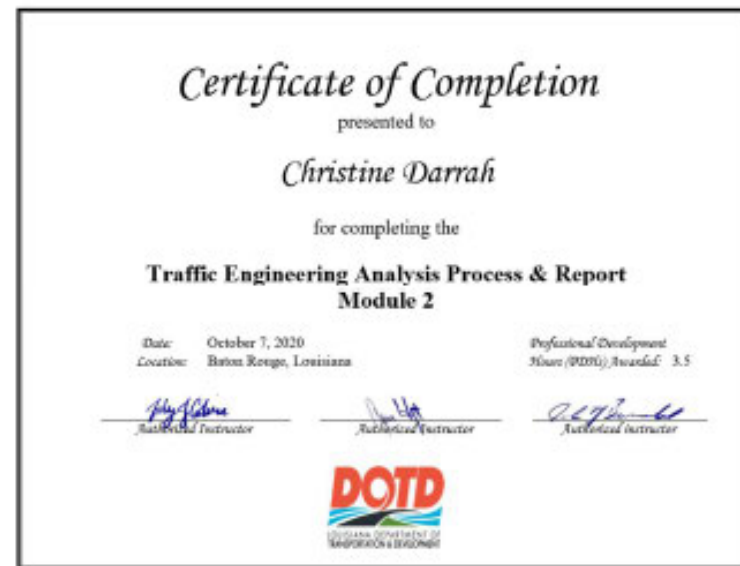 Certificate of Completion
presented to
Christine Darrah
for completing the
Traffic Engineering Analysis Process & Report
Module 2
Date: October 7, 2020
Location: Baton Rouge, Louisiana
Professional Development
Hours (PDHs) Awarded: 3.5
Authorized Instructor
Authorized Instructor
Authorized instructor
DOTD
LOUISIANA DEPARTMENT OF
TRANSPORTATION & DEVELOPMENT